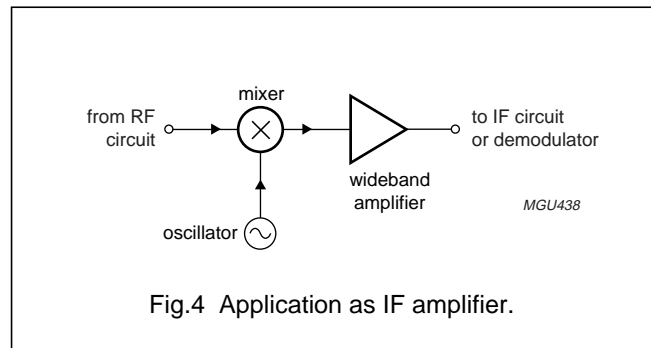 mixer
from RF
circuit
to IF circuit
or demodulator
wideband
amplifier
oscillator
MGU438
Fig.4 Application as IF amplifier.